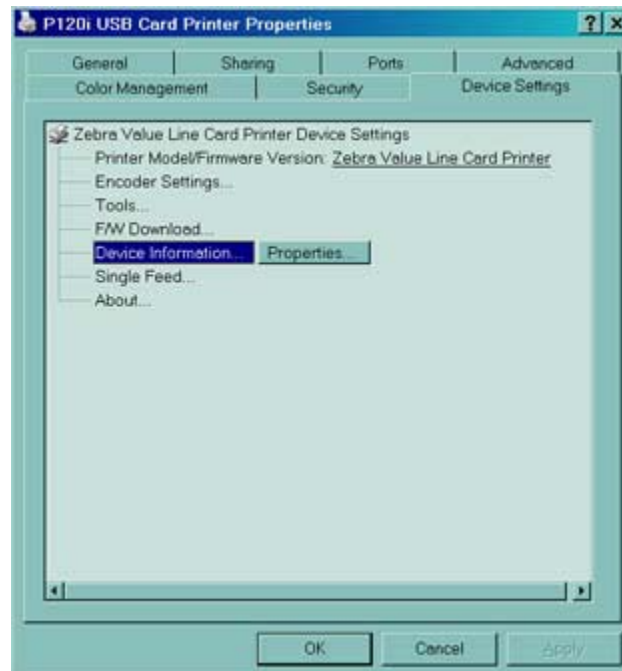 P120i USB Card Printer Properties
General Sharing Ports Advanced
Color Management Security Device Settings
Zebra Value Line Card Printer Device Settings
Printer Model/Firmware Version: Zebra Value Line Card Printer
Encoder Settings...
Tools...
F/W Download...
Device Information... Properties...
Single Feed...
About...
OK Cancel Apply